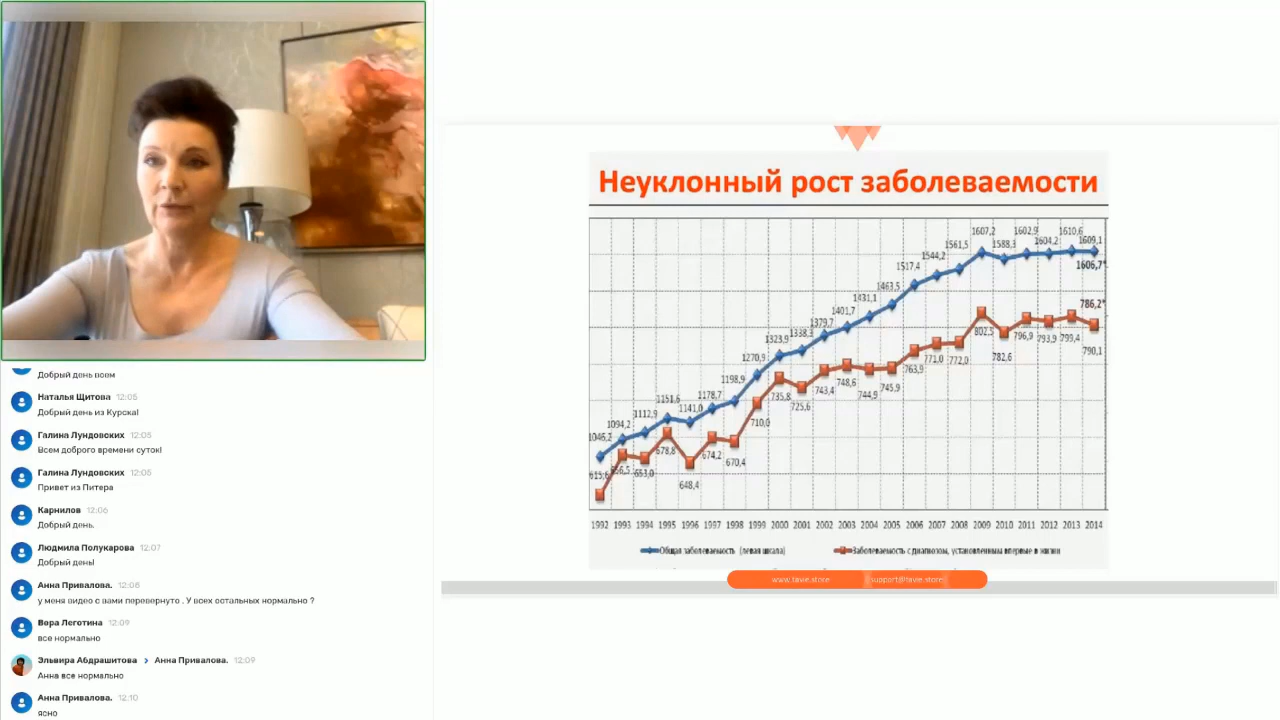 Добрый день всем
Наталья Щитова 12:05
Добрый день из Курска!
Галина Лундовских 12:05
Всем доброго времени суток!
Галина Лундовских 12:05
Привет из Питера
Карнилов 12:06
Добрый день.
Людмила Полукарова 12:07
Добрый день!
Анна Привалова. 12:08
у меня видео с вами перевернуто . У всех остальных нормально ?
Вера Леготина 12:09
все нормально
Эльвира Абдрашитова > Анна Привалова. 12:09
Анна все нормально
Анна Привалова. 12:10
ясно
Неуклонный рост заболеваемости
1046,2 1094,2 1112,9 1151,6 1141,0 1178,7 1198,9 1270,9 1323,9 1338,3 1379,7 1401,7 1431,1 1463,5 1517,4 1544,2 1561,5 1607,2 1588,3 1602,9 1604,2 1610,6 1609,1
1606,7*
786,2*
615,6 653,0 678,8 648,4 674,2 670,4 710,0 735,8 725,6 743,4 748,6 744,9 745,9 763,9 771,0 772,0 802,5 782,6 796,9 793,9 799,4 790,1
1992 1993 1994 1995 1996 1997 1998 1999 2000 2001 2002 2003 2004 2005 2006 2007 2008 2009 2010 2011 2012 2013 2014
Общая заболеваемость (левая шкала) Заболеваемость с диагнозом, установленным впервые в жизни
www.tavie.store support@tavie.store